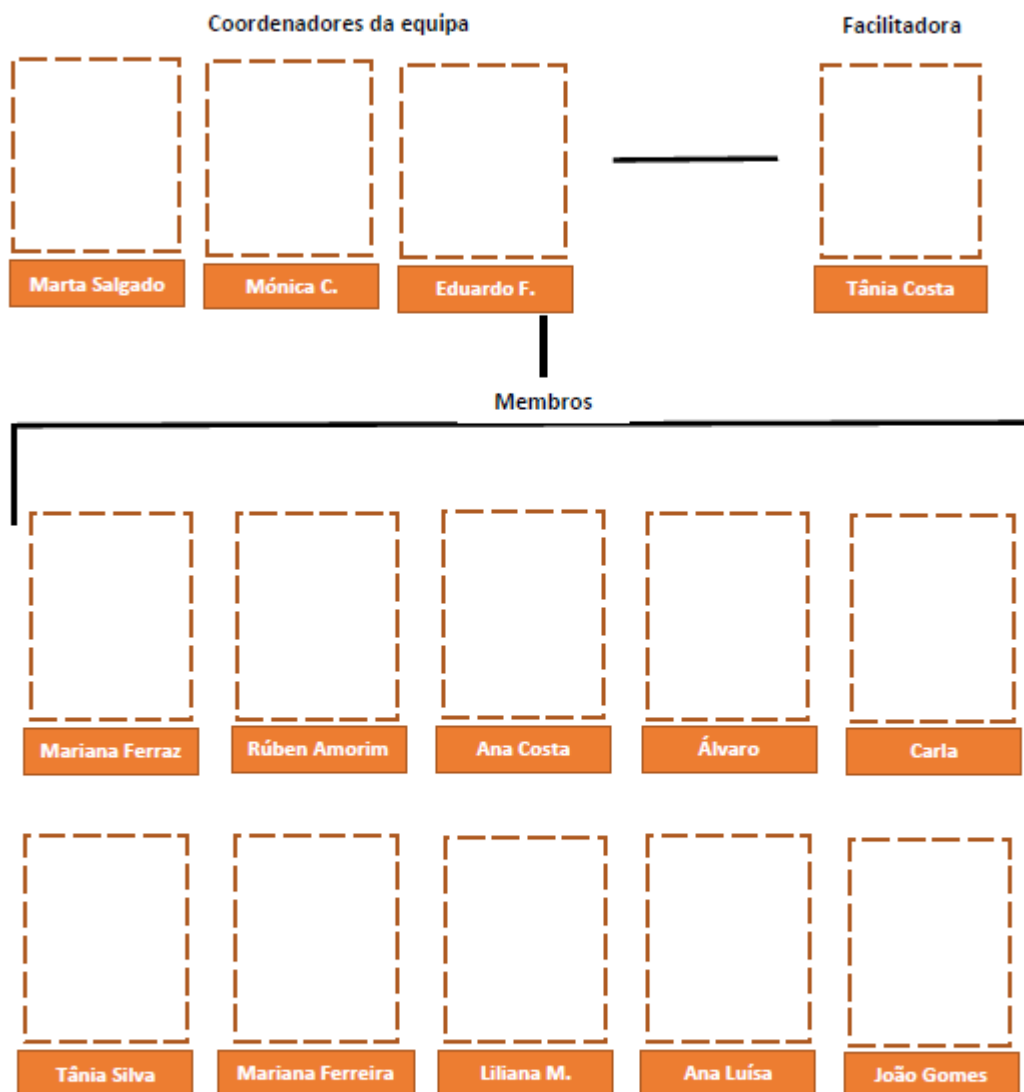 Coordenadores da equipa
Facilitadora
Marta Salgado
Mónica C.
Eduardo F.
Tânia Costa
Membros
Mariana Ferraz
Rúben Amorim
Ana Costa
Álvaro
Carla
Tânia Silva
Mariana Ferreira
Liliana M.
Ana Luísa
João Gomes